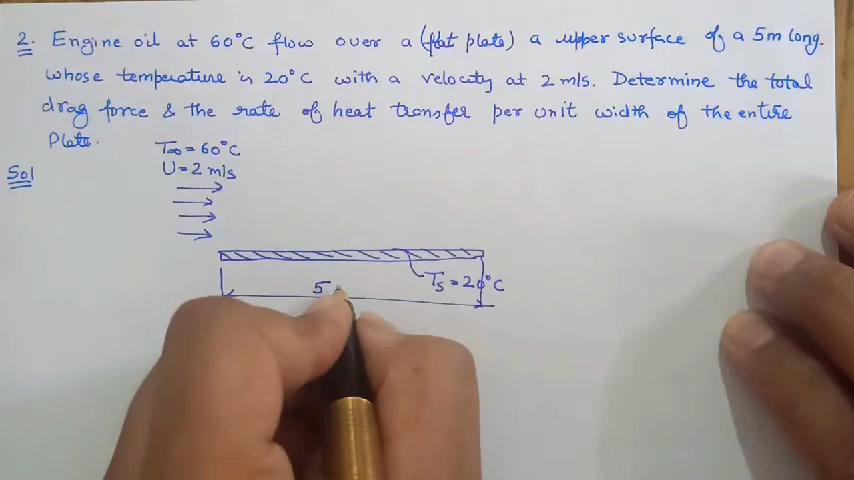 2. Engine oil at 60°C flow over a (flat plate) a upper surface of a 5m long.
whose temperature is 20°C with a velocity at 2 m/s. Determine the total
drag force & the rate of heat transfer per unit width of the entire
Plate.
Sol
T∞ = 60°C
U = 2 m/s
Ts = 20°C
5